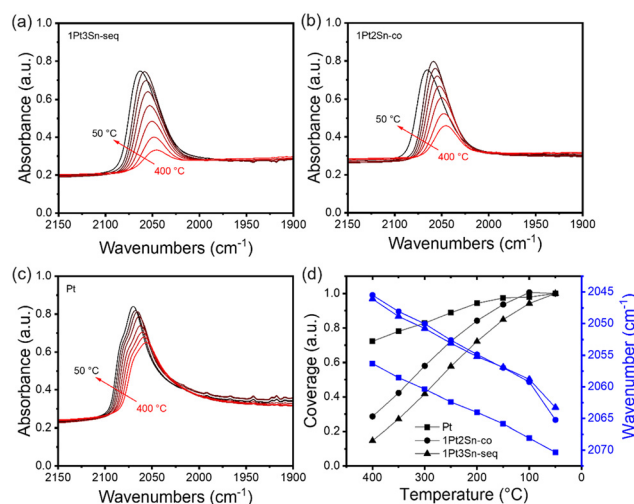 (a)
1Pt3Sn-seq
1.0
0.8
0.6
0.4
0.2
0.0
Absorbance (a.u.)
50 °C
400 °C
2150 2100 2050 2000 1950 1900
Wavenumbers (cm-1)
(b)
1Pt2Sn-co
1.0
0.8
0.6
0.4
0.2
0.0
Absorbance (a.u.)
50 °C
400 °C
2150 2100 2050 2000 1950 1900
Wavenumbers (cm-1)
(c)
Pt
1.0
0.8
0.6
0.4
0.2
0.0
Absorbance (a.u.)
50 °C
400 °C
2150 2100 2050 2000 1950 1900
Wavenumbers (cm-1)
(d)
1.0
0.8
0.6
0.4
0.2
0.0
Coverage (a.u.)
2045
2050
2055
2060
2065
2070
Wavenumber (cm-1)
Pt
1Pt2Sn-co
1Pt3Sn-seq
400 300 200 100 0
Temperature (°C)